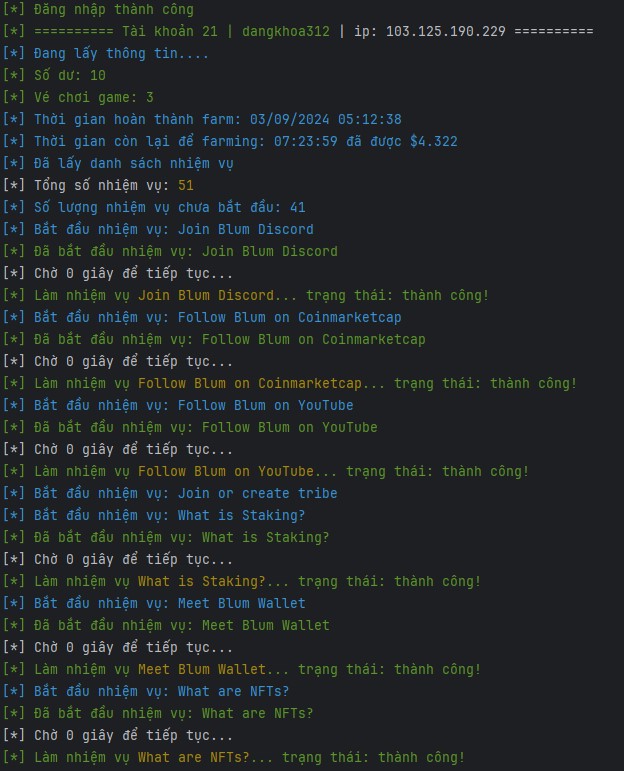 [*] Đăng nhập thành công
[*] ========== Tài khoản 21 | dangkhoa312 | ip: 103.125.190.229 ==========
[*] Đang lấy thông tin....
[*] Số dư: 10
[*] Vé chơi game: 3
[*] Thời gian hoàn thành farm: 03/09/2024 05:12:38
[*] Thời gian còn lại để farming: 07:23:59 đã được $4.322
[*] Đã lấy danh sách nhiệm vụ
[*] Tổng số nhiệm vụ: 51
[*] Số lượng nhiệm vụ chưa bắt đầu: 41
[*] Bắt đầu nhiệm vụ: Join Blum Discord
[*] Đã bắt đầu nhiệm vụ: Join Blum Discord
[*] Chờ 0 giây để tiếp tục...
[*] Làm nhiệm vụ Join Blum Discord... trạng thái: thành công!
[*] Bắt đầu nhiệm vụ: Follow Blum on Coinmarketcap
[*] Đã bắt đầu nhiệm vụ: Follow Blum on Coinmarketcap
[*] Chờ 0 giây để tiếp tục...
[*] Làm nhiệm vụ Follow Blum on Coinmarketcap... trạng thái: thành công!
[*] Bắt đầu nhiệm vụ: Follow Blum on YouTube
[*] Đã bắt đầu nhiệm vụ: Follow Blum on YouTube
[*] Chờ 0 giây để tiếp tục...
[*] Làm nhiệm vụ Follow Blum on YouTube... trạng thái: thành công!
[*] Bắt đầu nhiệm vụ: Join or create tribe
[*] Bắt đầu nhiệm vụ: What is Staking?
[*] Đã bắt đầu nhiệm vụ: What is Staking?
[*] Chờ 0 giây để tiếp tục...
[*] Làm nhiệm vụ What is Staking?... trạng thái: thành công!
[*] Bắt đầu nhiệm vụ: Meet Blum Wallet
[*] Đã bắt đầu nhiệm vụ: Meet Blum Wallet
[*] Chờ 0 giây để tiếp tục...
[*] Làm nhiệm vụ Meet Blum Wallet... trạng thái: thành công!
[*] Bắt đầu nhiệm vụ: What are NFTs?
[*] Đã bắt đầu nhiệm vụ: What are NFTs?
[*] Chờ 0 giây để tiếp tục...
[*] Làm nhiệm vụ What are NFTs?... trạng thái: thành công!